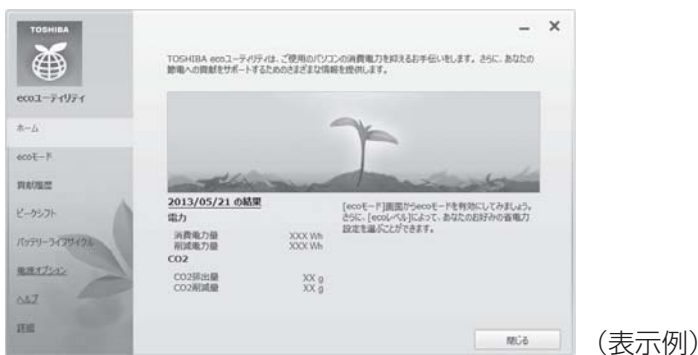 TOSHIBA
ecoユーティリティ
ホーム
ecoモード
貢献履歴
ピークシフト
バッテリーライフサイクル
電源オプション
ヘルプ
詳細
TOSHIBA ecoユーティリティは、ご使用のパソコンの消費電力を抑えるお手伝いをします。さらに、あなたの
節電への貢献をサポートするためのさまざまな情報を提供します。
2013/05/21 の結果
電力
消費電力量 XXX Wh
削減電力量 XXX Wh
CO2
CO2排出量 XX g
CO2削減量 XX g
[ecoモード]画面からecoモードを有効にしてみましょう。
さらに、[ecoレベル]によって、あなたのお好みの省電力
設定を選ぶことができます。
閉じる
（表示例）